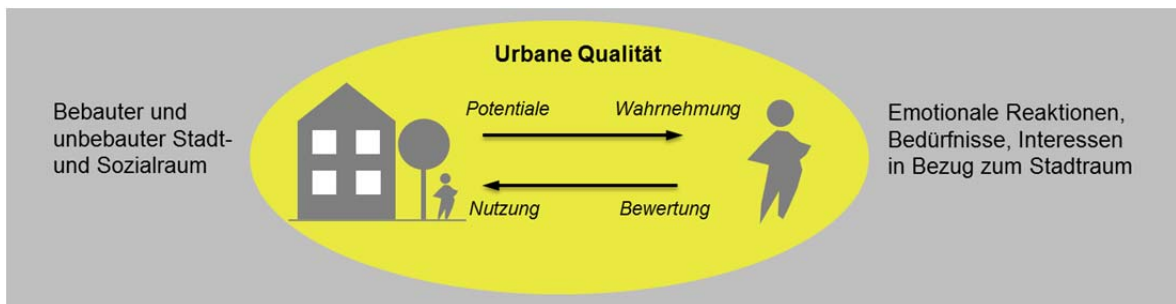 Urbane Qualität
Bebauter und
unbebauter Stadt-
und Sozialraum
Potentiale
Wahrnehmung
Nutzung
Bewertung
Emotionale Reaktionen,
Bedürfnisse, Interessen
in Bezug zum Stadtraum